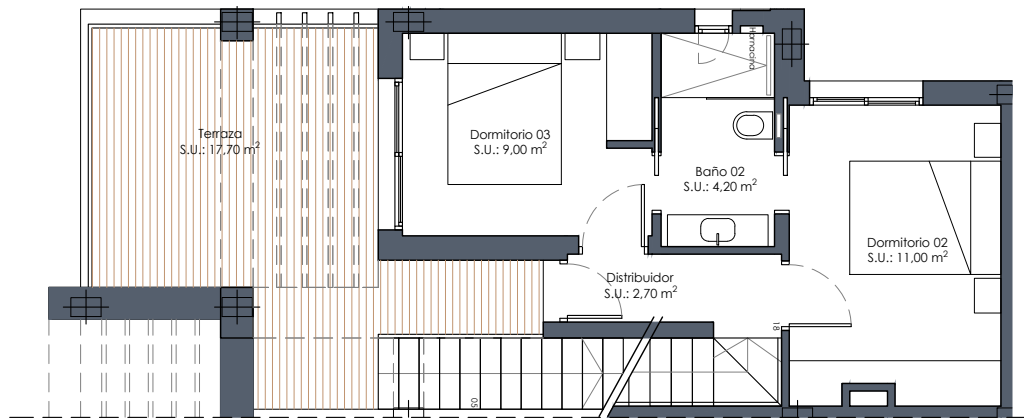 Hornacina
Terraza
S.U.: 17,70 m²
Dormitorio 03
S.U.: 9,00 m²
Baño 02
S.U.: 4,20 m²
Dormitorio 02
S.U.: 11,00 m²
Distribuidor
S.U.: 2,70 m²
18
05